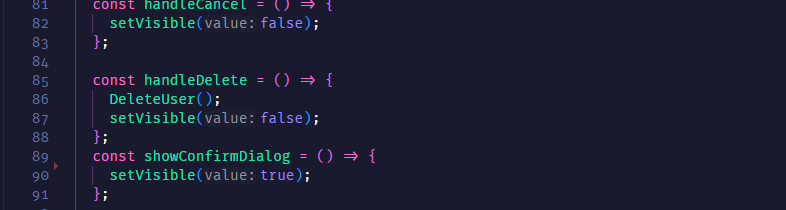 81 const handleCancel = () => {
82 setVisible(value: false);
83 };
84
85 const handleDelete = () => {
86 DeleteUser();
87 setVisible(value: false);
88 };
89 const showConfirmDialog = () => {
90 setVisible(value: true);
91 };